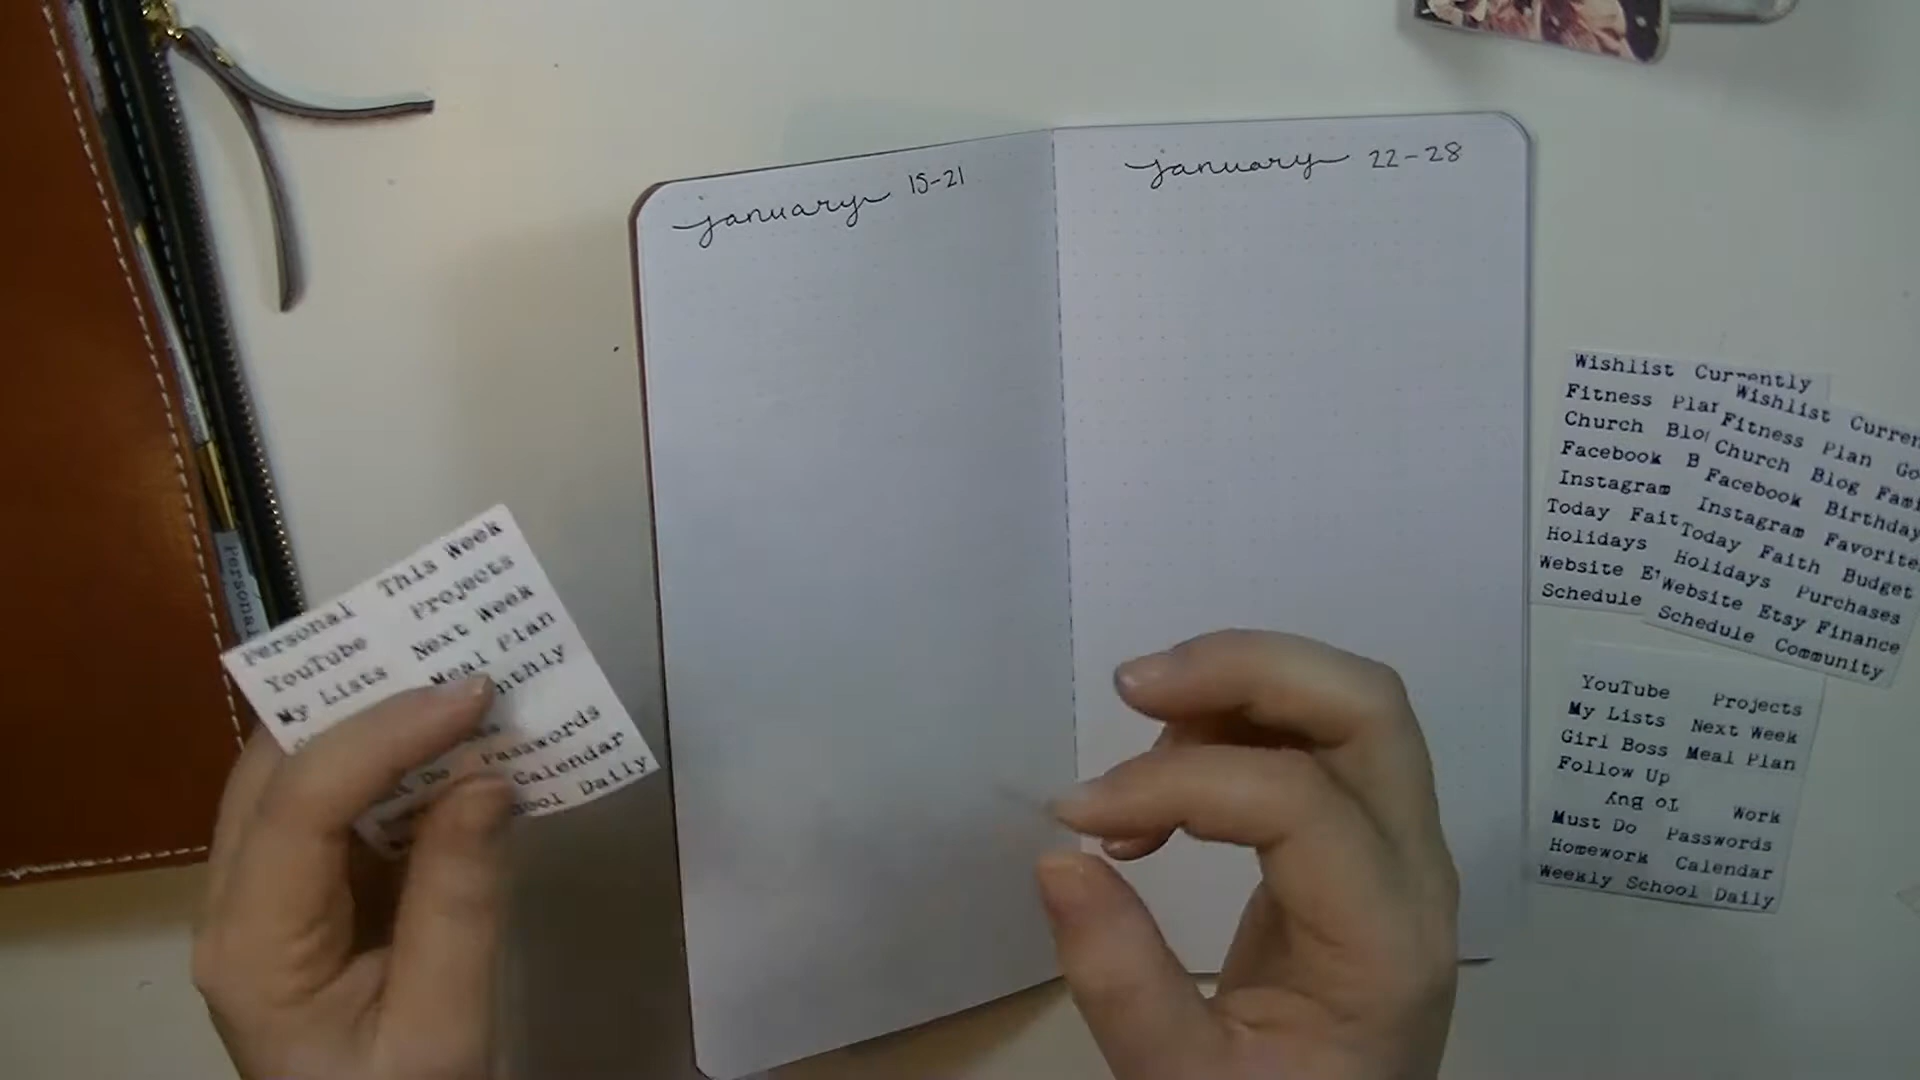 january 15-21
january 22-28
Personal This Week
YouTube Projects
My Lists Next Week
Meal Plan
Do Passwords
Calendar
Daily
Personal
Wishlist Currently
Fitness
Church
Facebook
Instagram
Today
Holidays
Website
Schedule
Wishlist
Fitness Plan
Church Blog
Facebook
Instagram
Today Faith Budget
Holidays Purchases
Website Etsy Finance
Schedule Community
YouTube Projects
My Lists Next Week
Girl Boss Meal Plan
Follow Up
To Buy Work
Must Do Passwords
Homework Calendar
Weekly School Daily